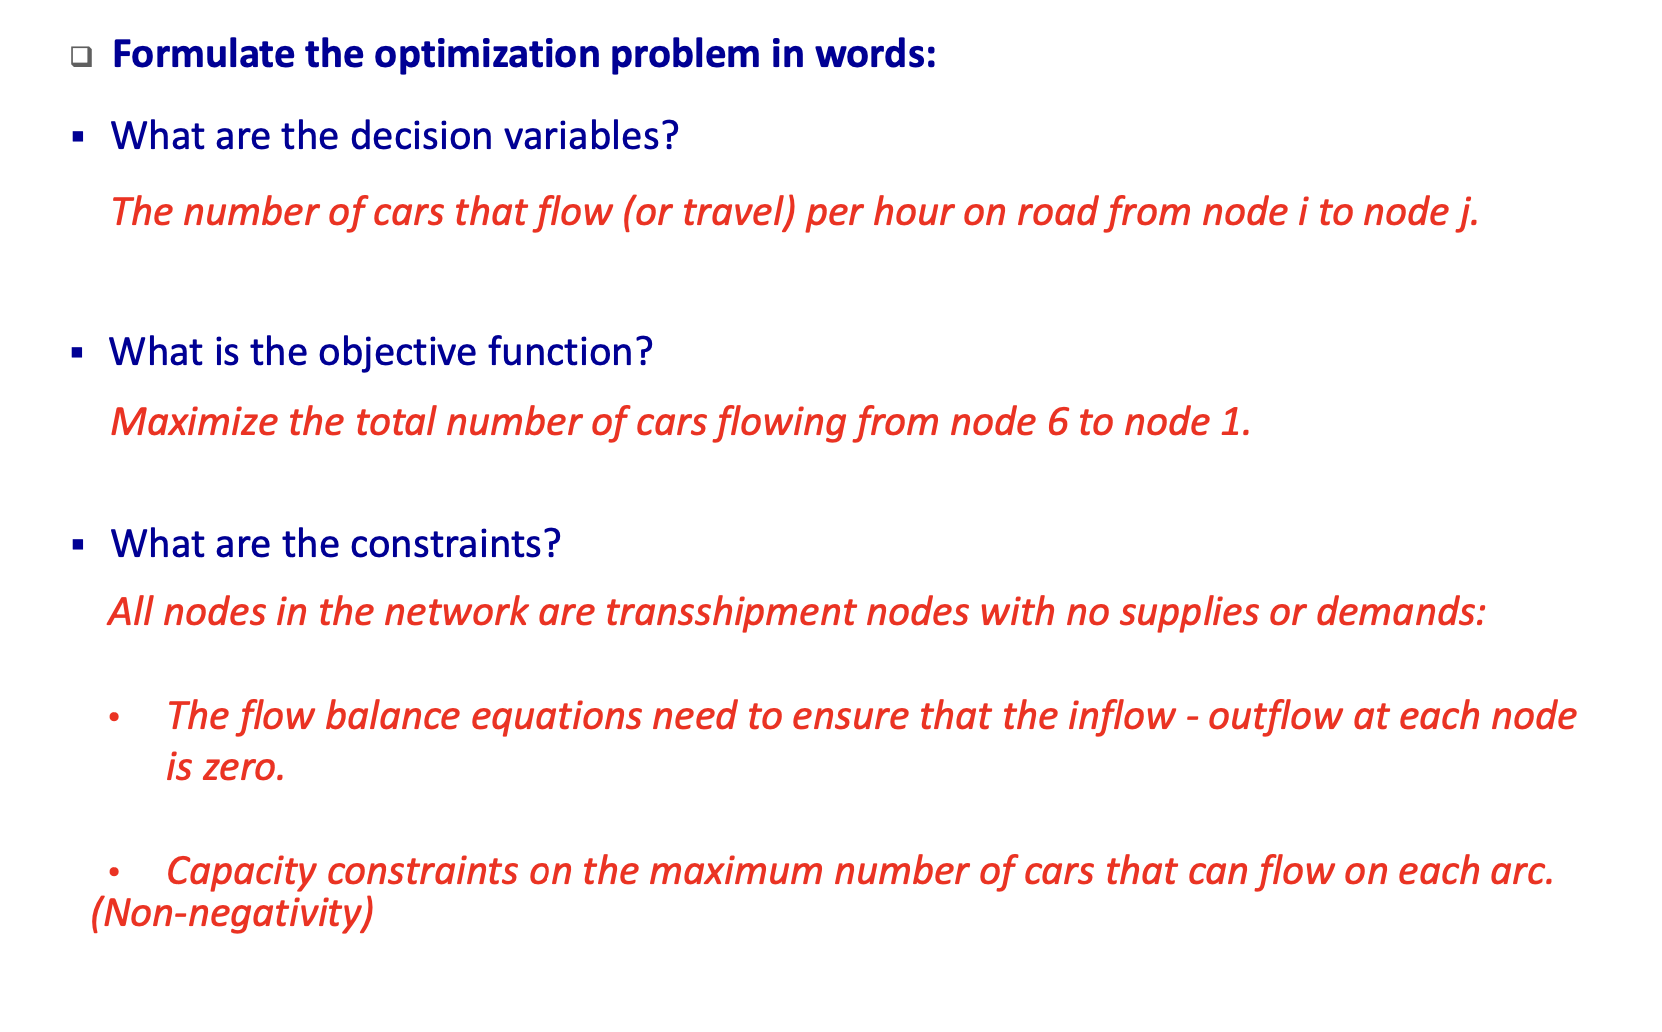 ❑ Formulate the optimization problem in words:
▪ What are the decision variables?
The number of cars that flow (or travel) per hour on road from node i to node j.
▪ What is the objective function?
Maximize the total number of cars flowing from node 6 to node 1.
▪ What are the constraints?
All nodes in the network are transshipment nodes with no supplies or demands:
• The flow balance equations need to ensure that the inflow - outflow at each node
is zero.
• Capacity constraints on the maximum number of cars that can flow on each arc.
(Non-negativity)